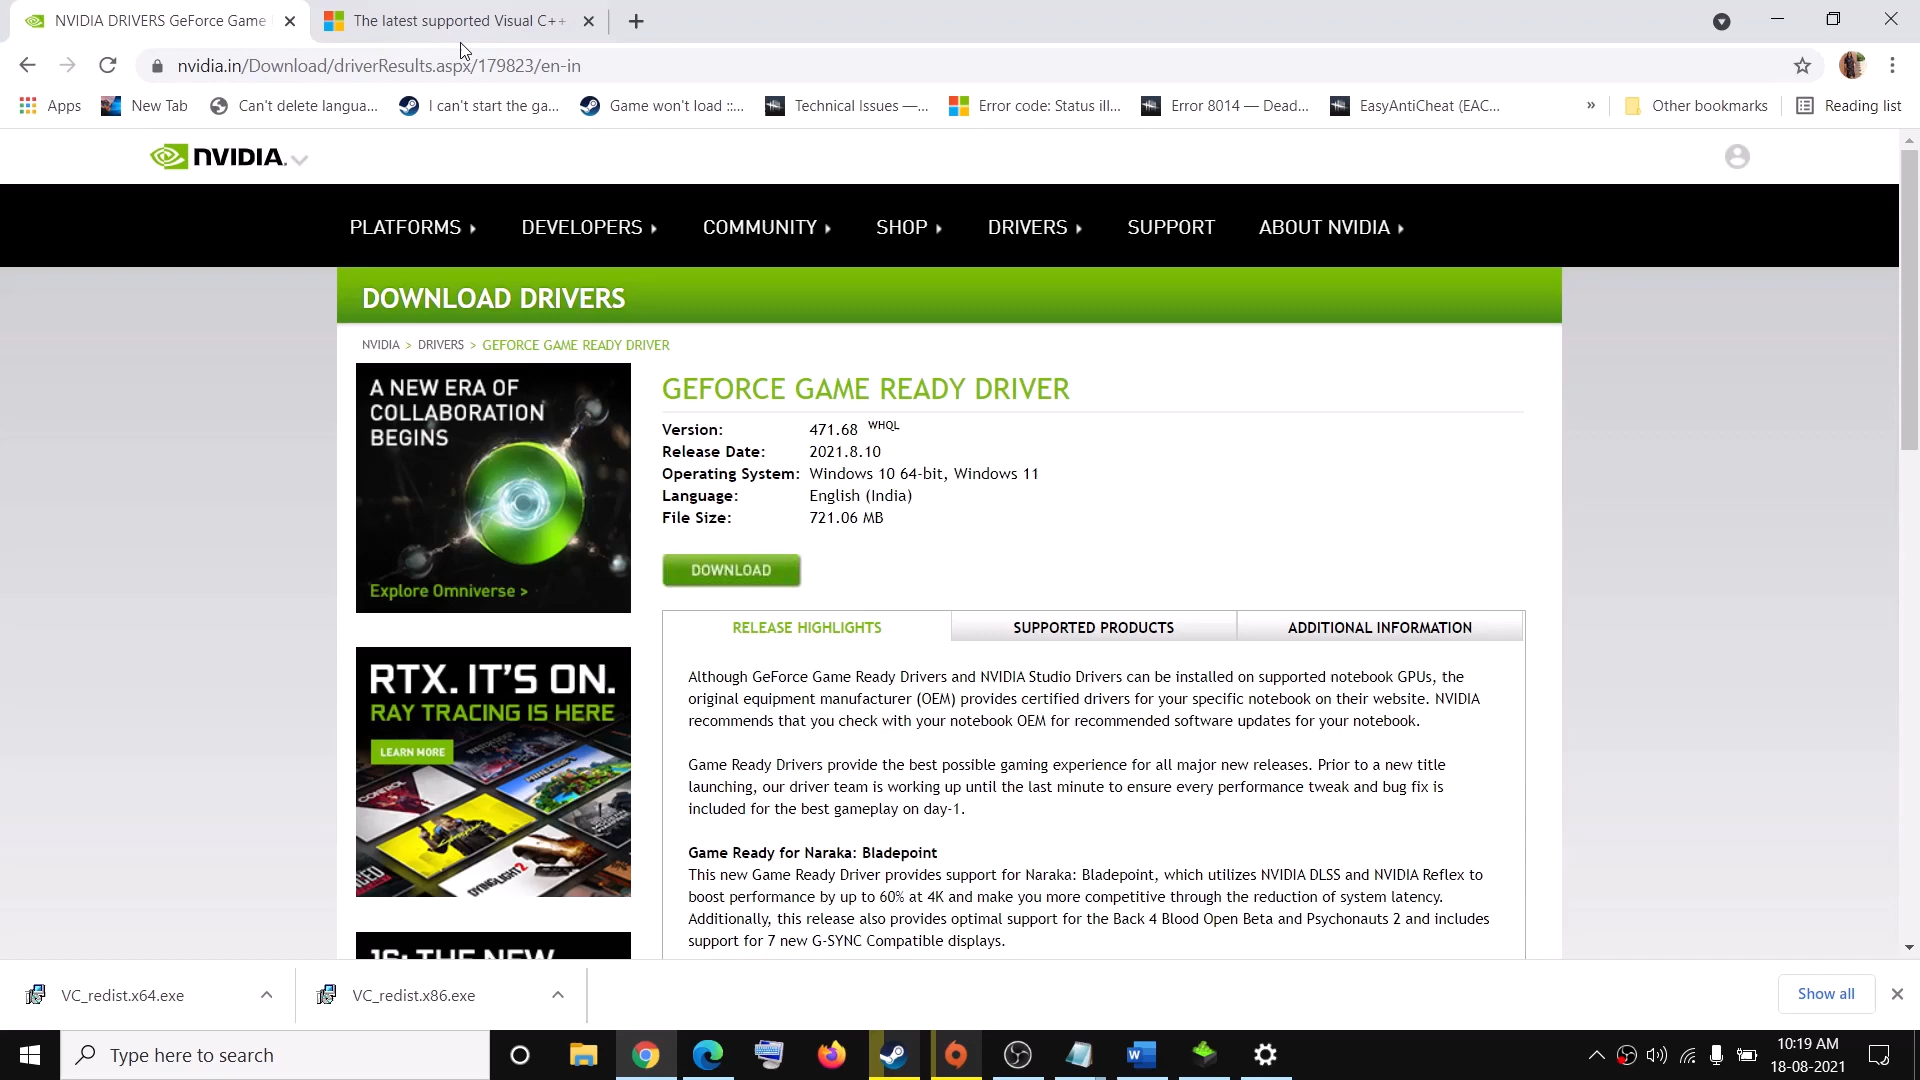 NVIDIA DRIVERS GeForce Game
The latest supported Visual C++
nvidia.in/Download/driverResults.aspx/179823/en-in
Apps
New Tab
Can't delete langua...
I can't start the ga...
Game won't load ::...
Technical Issues —...
Error code: Status ill...
Error 8014 — Dead...
EasyAntiCheat (EAC...
»
Other bookmarks
Reading list
NVIDIA.
PLATFORMS
DEVELOPERS
COMMUNITY
SHOP
DRIVERS
SUPPORT
ABOUT NVIDIA
DOWNLOAD DRIVERS
NVIDIA > DRIVERS > GEFORCE GAME READY DRIVER
A NEW ERA OF
COLLABORATION
BEGINS
Explore Omniverse >
GEFORCE GAME READY DRIVER
Version: 471.68 WHQL
Release Date: 2021.8.10
Operating System: Windows 10 64-bit, Windows 11
Language: English (India)
File Size: 721.06 MB
DOWNLOAD
RTX. IT'S ON.
RAY TRACING IS HERE
LEARN MORE
CONTROL
MINECRAFT
DYING LIGHT 2
RELEASE HIGHLIGHTS
SUPPORTED PRODUCTS
ADDITIONAL INFORMATION
Although GeForce Game Ready Drivers and NVIDIA Studio Drivers can be installed on supported notebook GPUs, the
original equipment manufacturer (OEM) provides certified drivers for your specific notebook on their website. NVIDIA
recommends that you check with your notebook OEM for recommended software updates for your notebook.
Game Ready Drivers provide the best possible gaming experience for all major new releases. Prior to a new title
launching, our driver team is working up until the last minute to ensure every performance tweak and bug fix is
included for the best gameplay on day-1.
Game Ready for Naraka: Bladepoint
This new Game Ready Driver provides support for Naraka: Bladepoint, which utilizes NVIDIA DLSS and NVIDIA Reflex to
boost performance by up to 60% at 4K and make you more competitive through the reduction of system latency.
Additionally, this release also provides optimal support for the Back 4 Blood Open Beta and Psychonauts 2 and includes
support for 7 new G-SYNC Compatible displays.
VC_redist.x64.exe
VC_redist.x86.exe
Show all
Type here to search
10:19 AM
18-08-2021